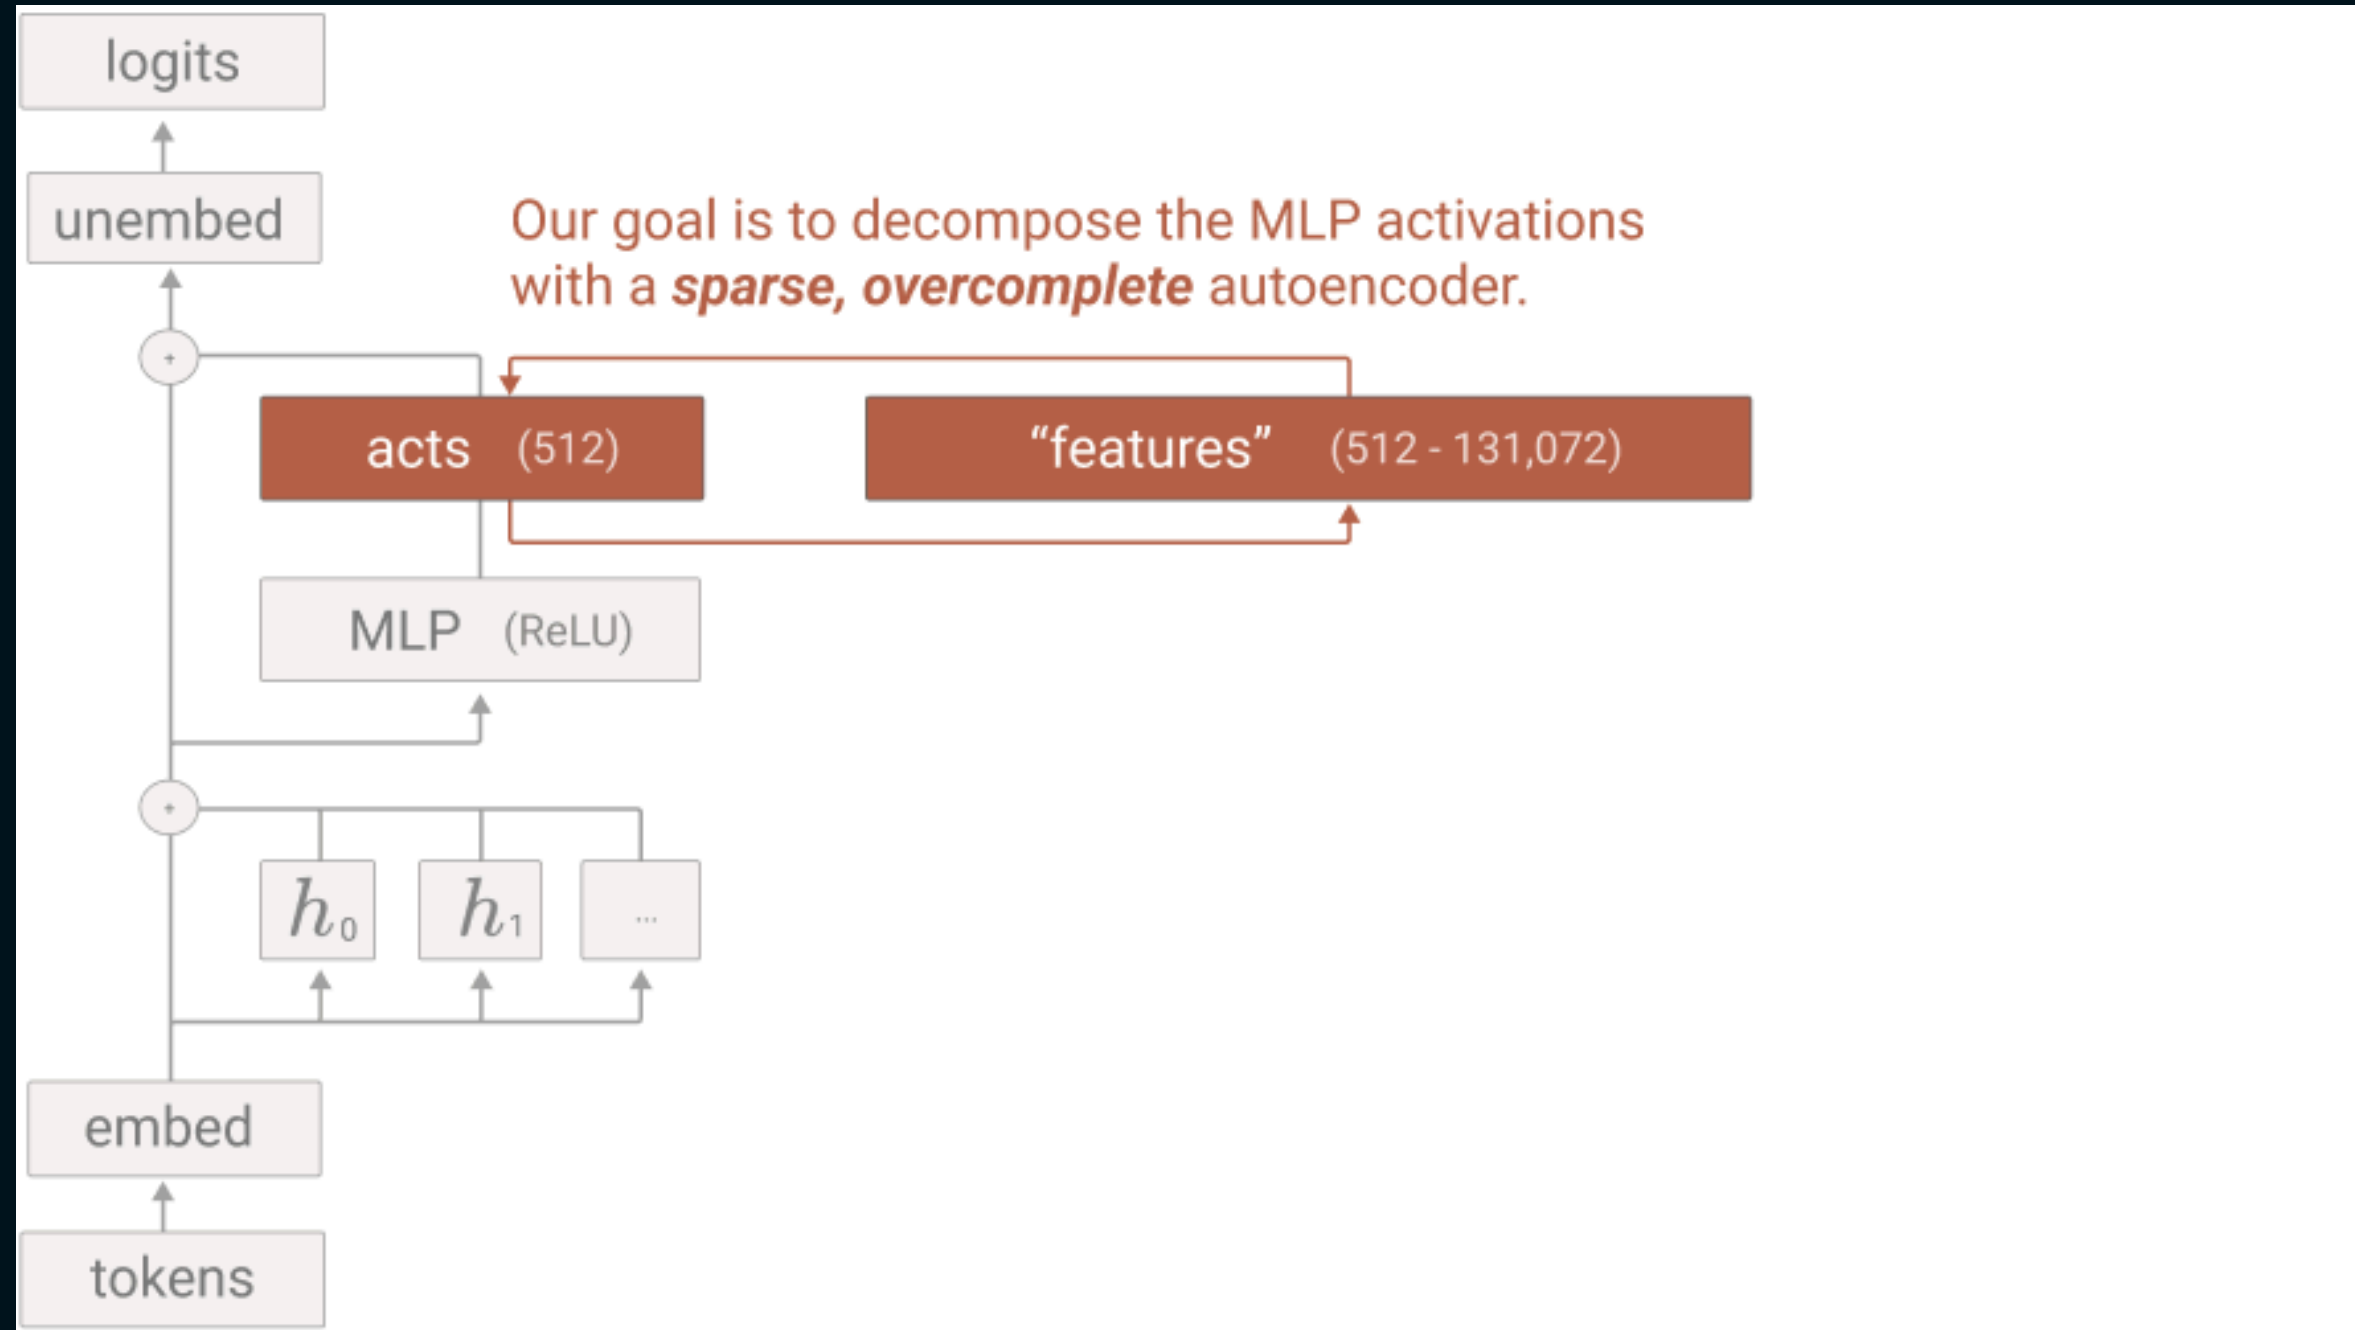 logits
unembed
Our goal is to decompose the MLP activations
with a sparse, overcomplete autoencoder.
+
acts (512)
“features” (512 - 131,072)
MLP (ReLU)
+
h0
h1
...
embed
tokens